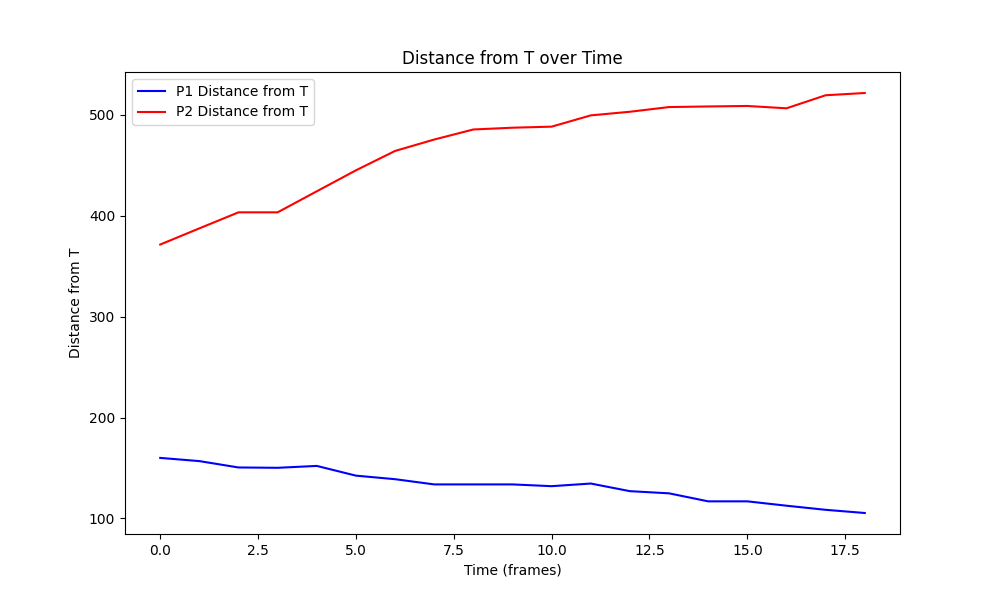 Distance from T over Time
P1 Distance from T
P2 Distance from T
Distance from T
500
400
300
200
100
0.0 2.5 5.0 7.5 10.0 12.5 15.0 17.5
Time (frames)